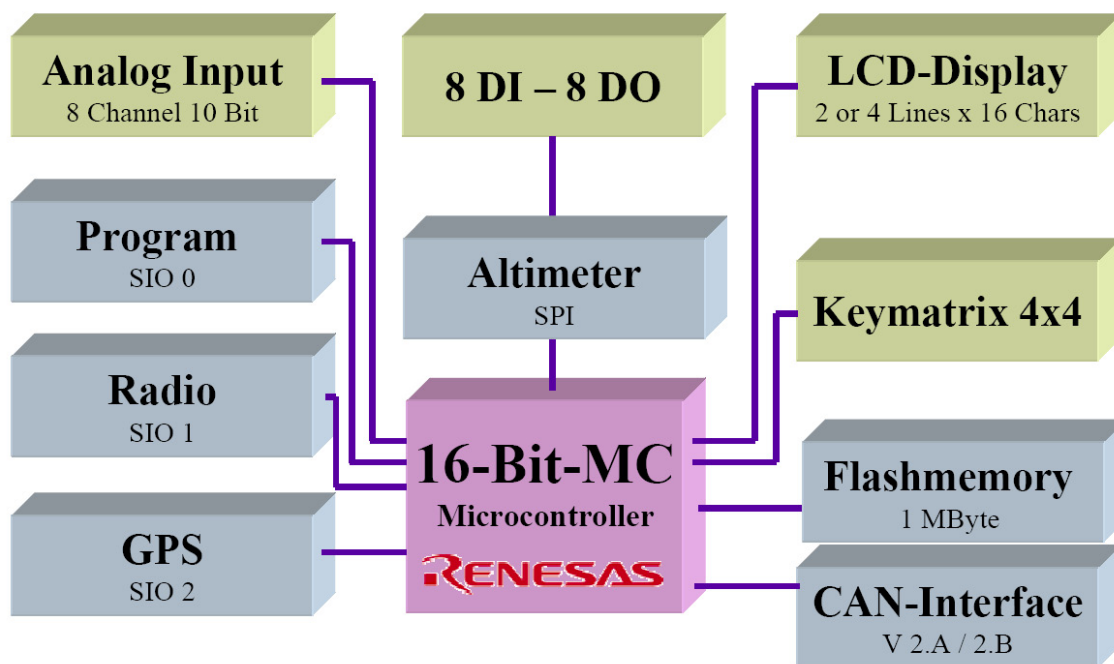 Analog Input
8 Channel 10 Bit
8 DI – 8 DO
LCD-Display
2 or 4 Lines x 16 Chars
Program
SIO 0
Altimeter
SPI
Keymatrix 4x4
Radio
SIO 1
16-Bit-MC
Microcontroller
RENESAS
Flashmemory
1 MByte
GPS
SIO 2
CAN-Interface
V 2.A / 2.B